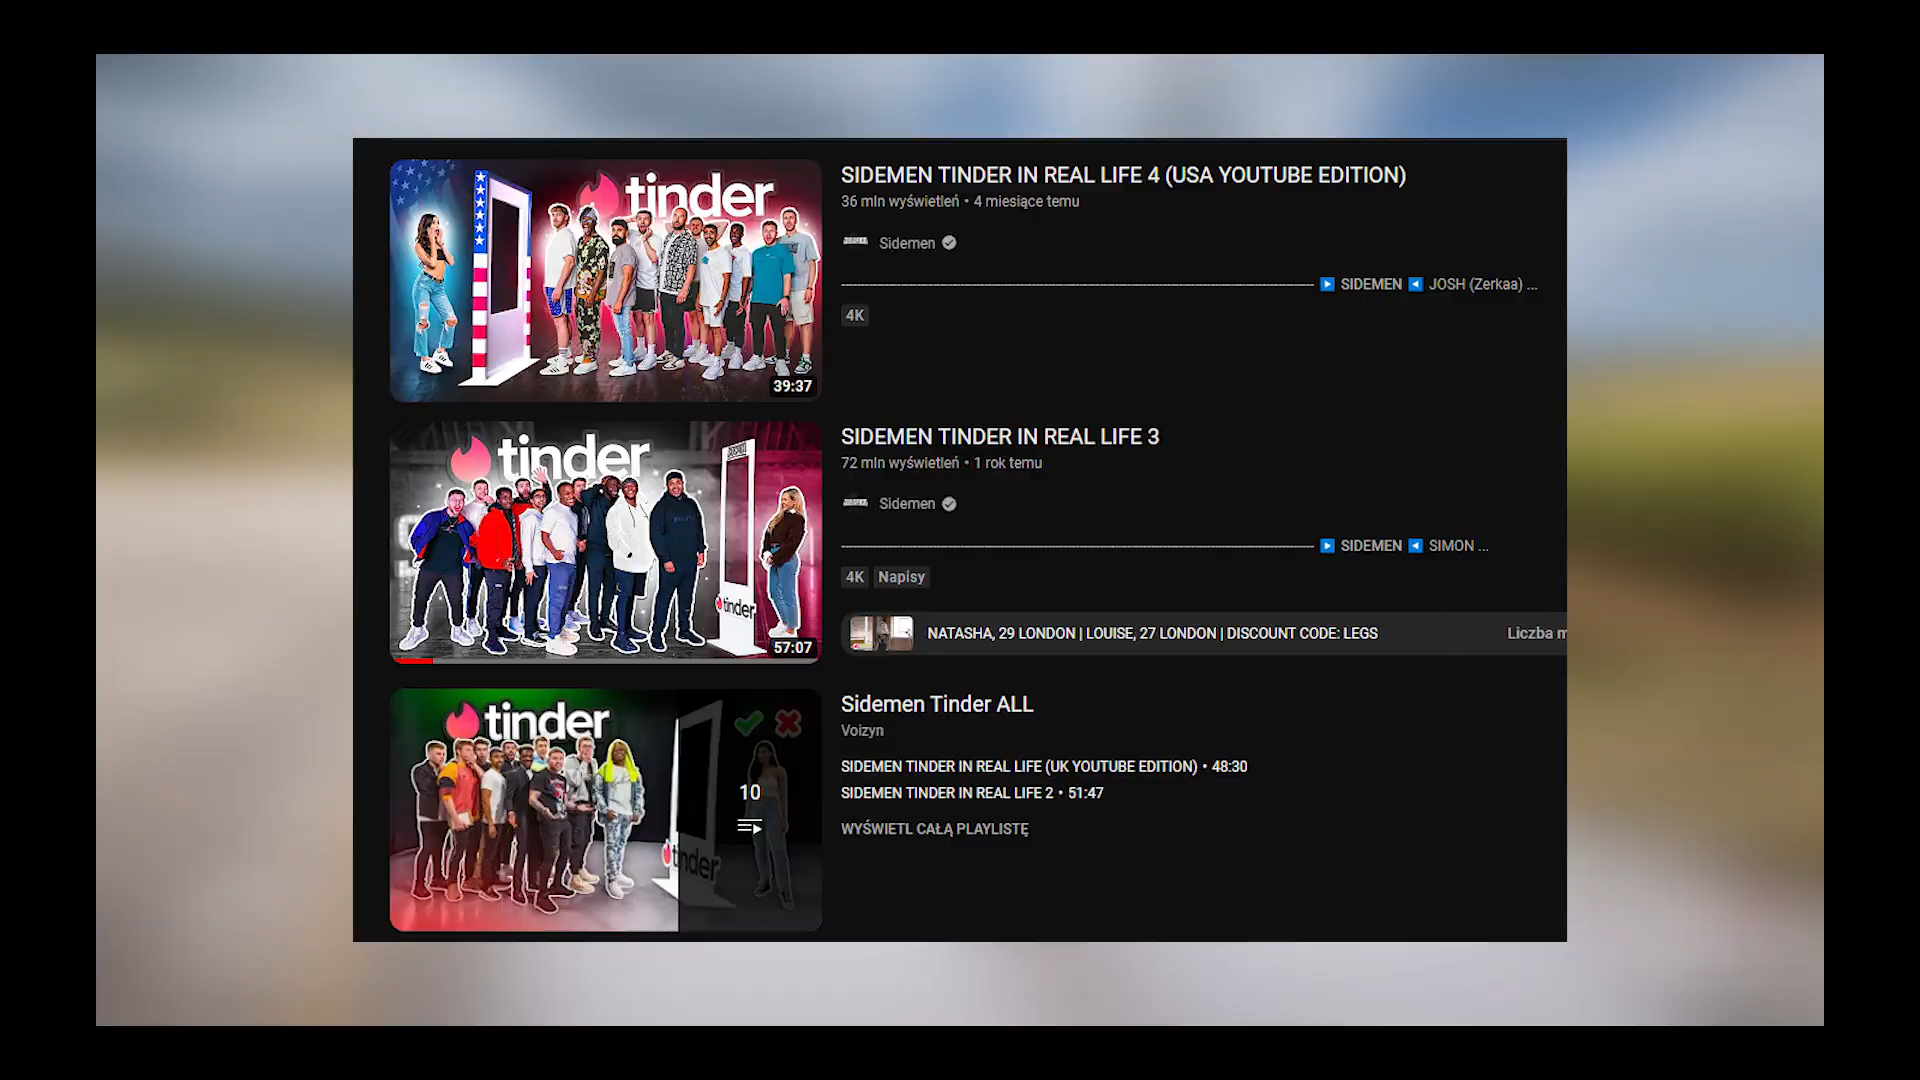 tinder
39:37
SIDEMEN TINDER IN REAL LIFE 4 (USA YOUTUBE EDITION)
36 mln wyświetleń • 4 miesiące temu
Sidemen
SIDEMEN JOSH (Zerkaa) ...
4K
tinder
tinder
57:07
SIDEMEN TINDER IN REAL LIFE 3
72 mln wyświetleń • 1 rok temu
Sidemen
SIDEMEN SIMON ...
4K Napisy
NATASHA, 29 LONDON | LOUISE, 27 LONDON | DISCOUNT CODE: LEGS
Liczba
tinder
tinder
10
Sidemen Tinder ALL
Voizyn
SIDEMEN TINDER IN REAL LIFE (UK YOUTUBE EDITION) • 48:30
SIDEMEN TINDER IN REAL LIFE 2 • 51:47
WYŚWIETL CAŁĄ PLAYLISTĘ